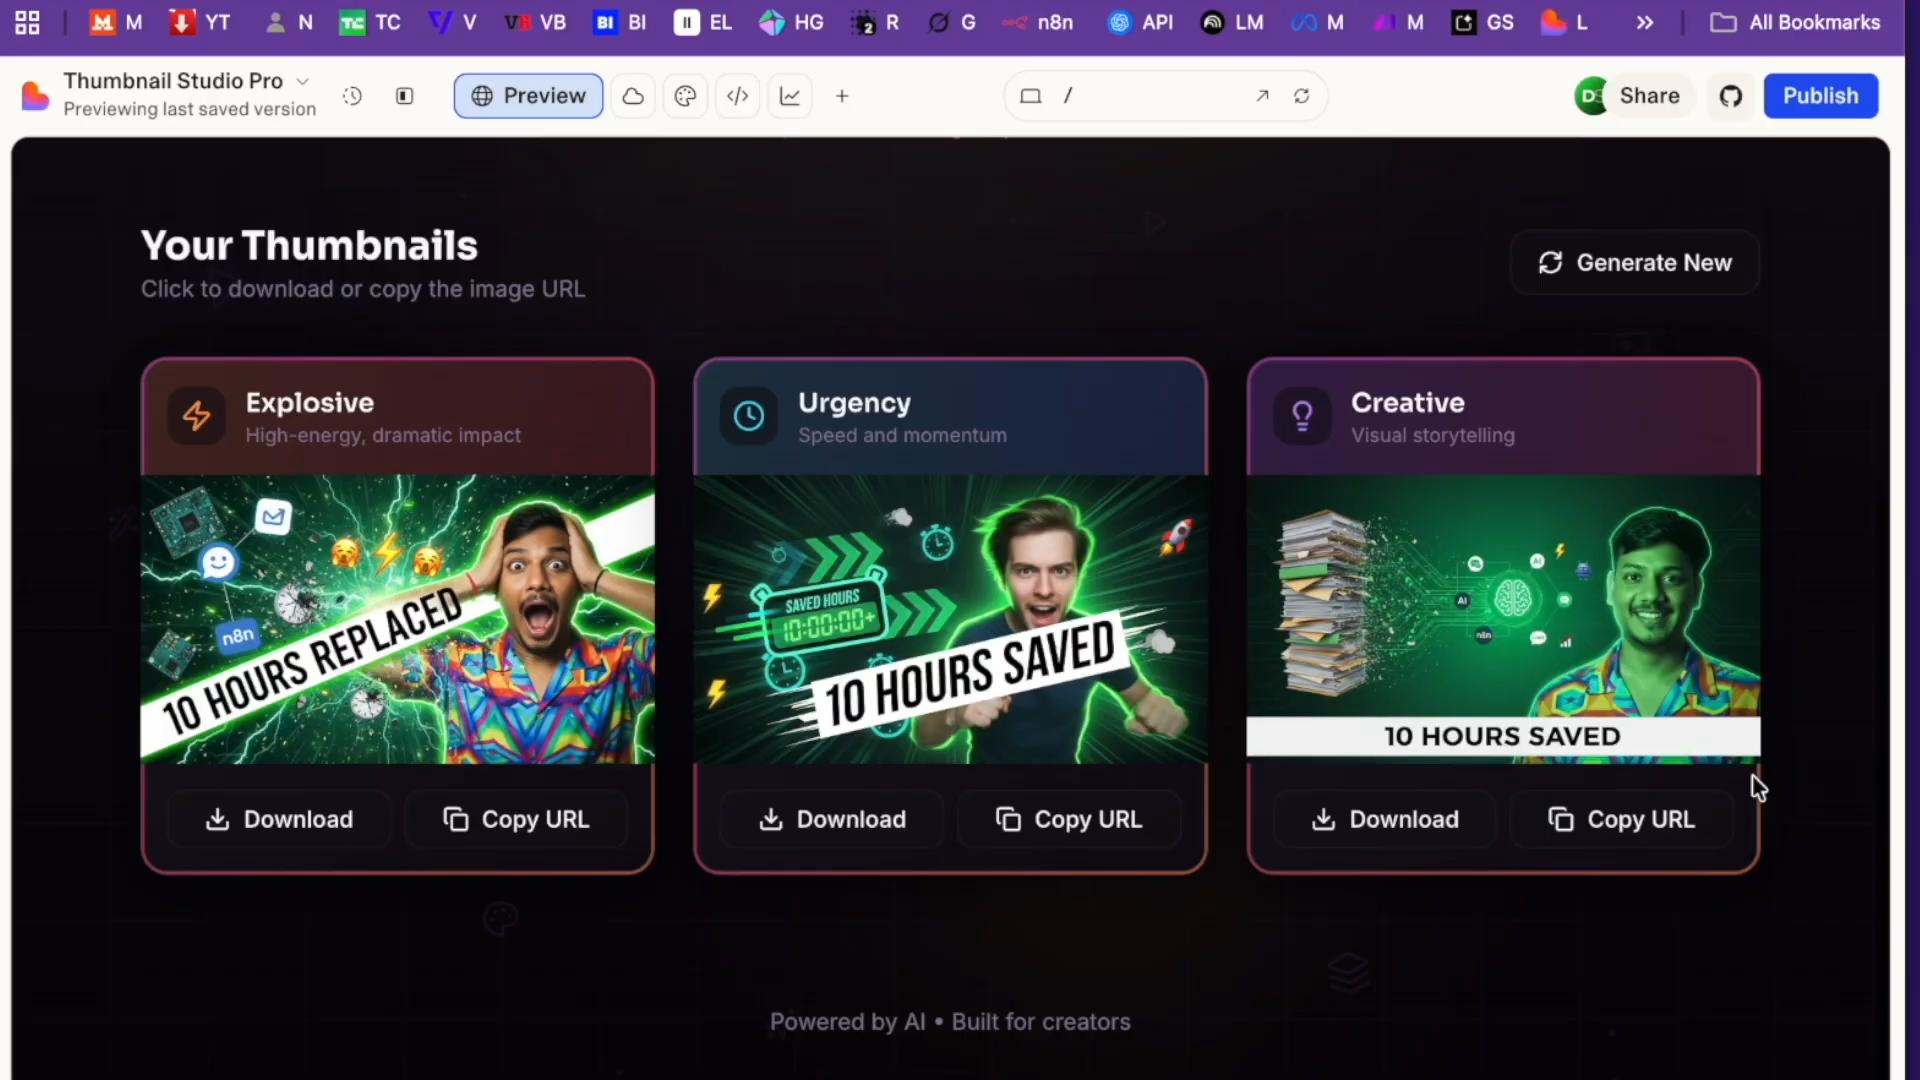 M YT N TC V VB BI EL HG R G n8n API LM M M GS L All Bookmarks
Thumbnail Studio Pro
Previewing last saved version
Preview
/
Share
Publish
Your Thumbnails
Click to download or copy the image URL
Generate New
Explosive
High-energy, dramatic impact
n8n
10 HOURS REPLACED
Download
Copy URL
Urgency
Speed and momentum
SAVED HOURS
10:00:00+
10 HOURS SAVED
Download
Copy URL
Creative
Visual storytelling
AI
AI
n8n
10 HOURS SAVED
Download
Copy URL
Powered by AI • Built for creators